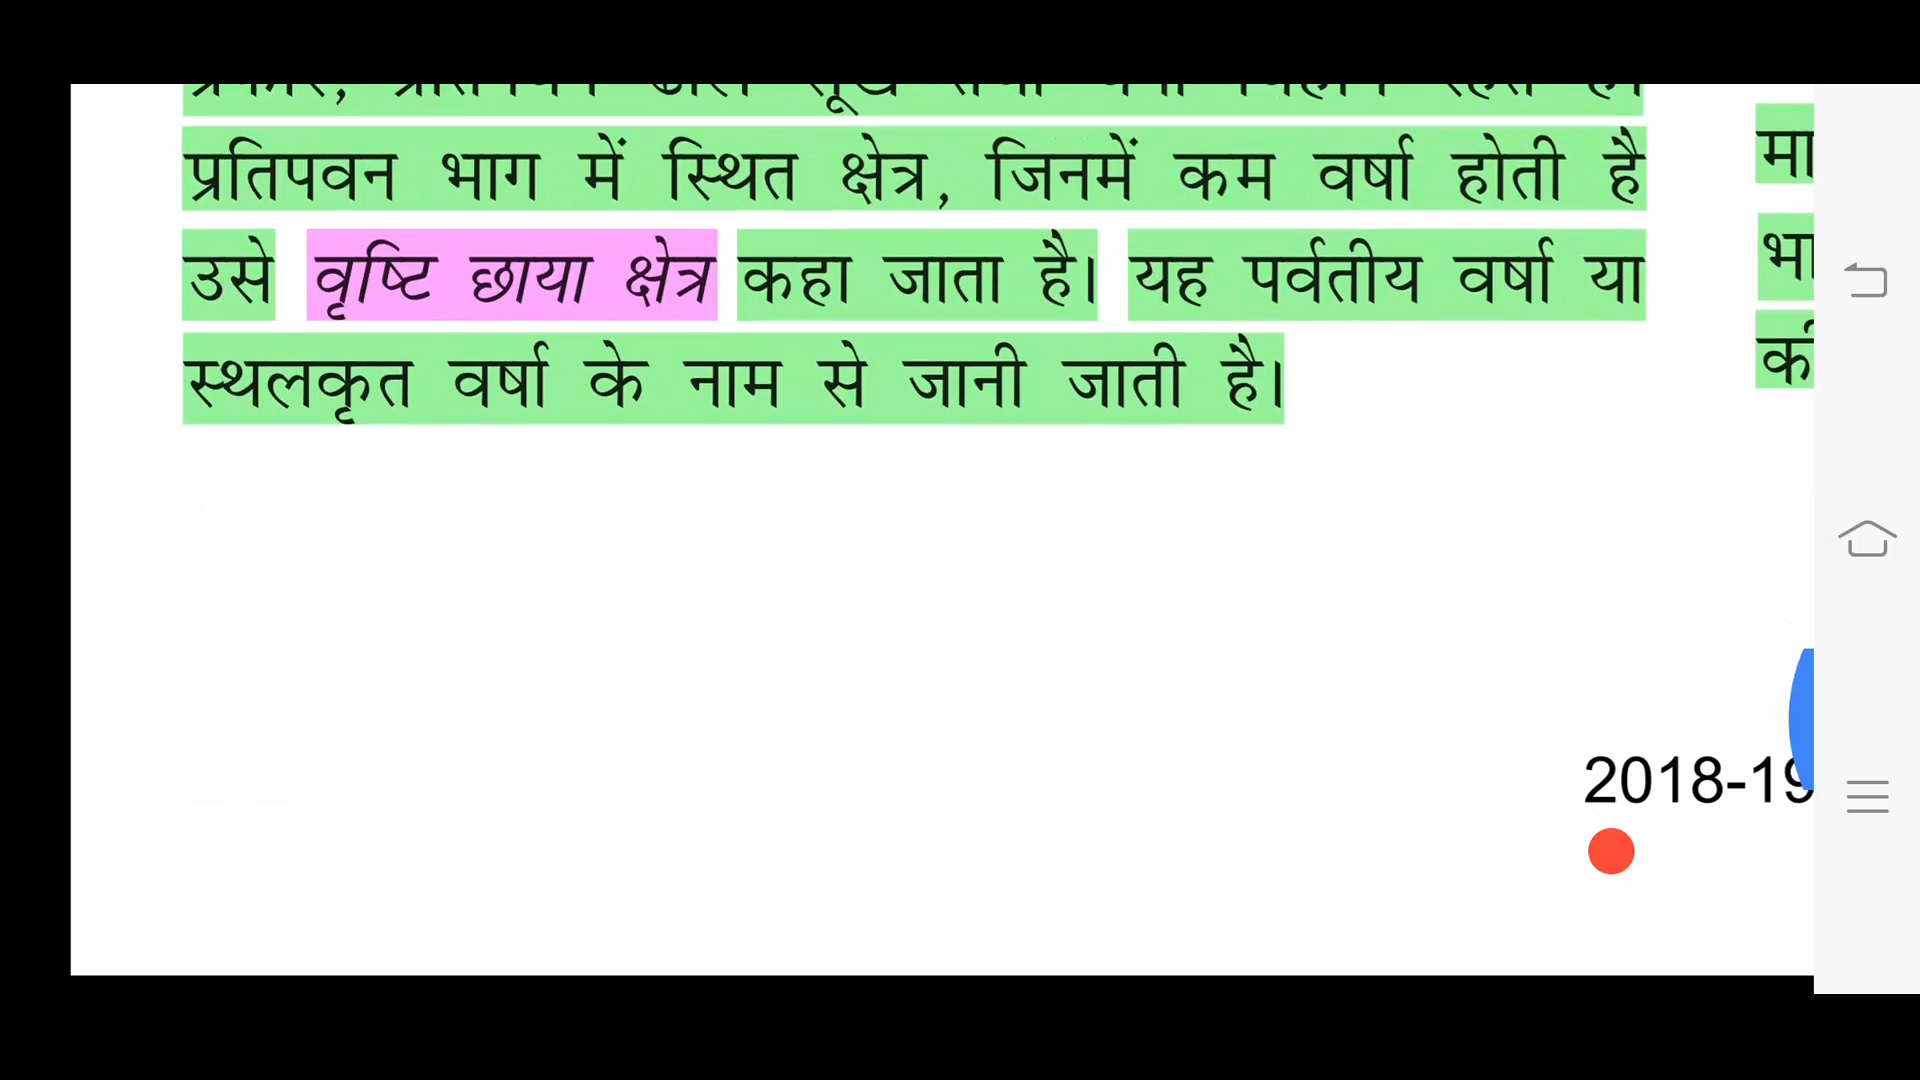 प्रतिपवन भाग में स्थित क्षेत्र, जिनमें कम वर्षा होती है
उसे वृष्टि छाया क्षेत्र कहा जाता है। यह पर्वतीय वर्षा या
स्थलकृत वर्षा के नाम से जानी जाती है।
मा
भा
की
2018-19